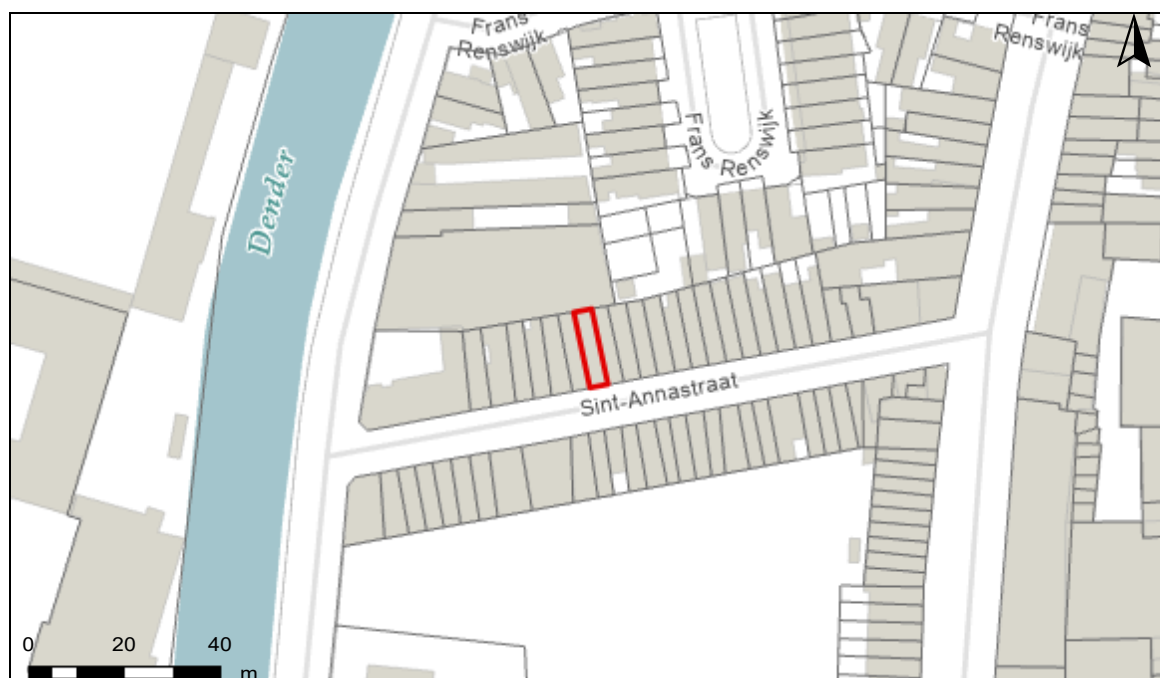 Frans
Renswijk
Frans
Renswijk
Frans Renswijk
Dender
Sint-Annastraat
0 20 40
m